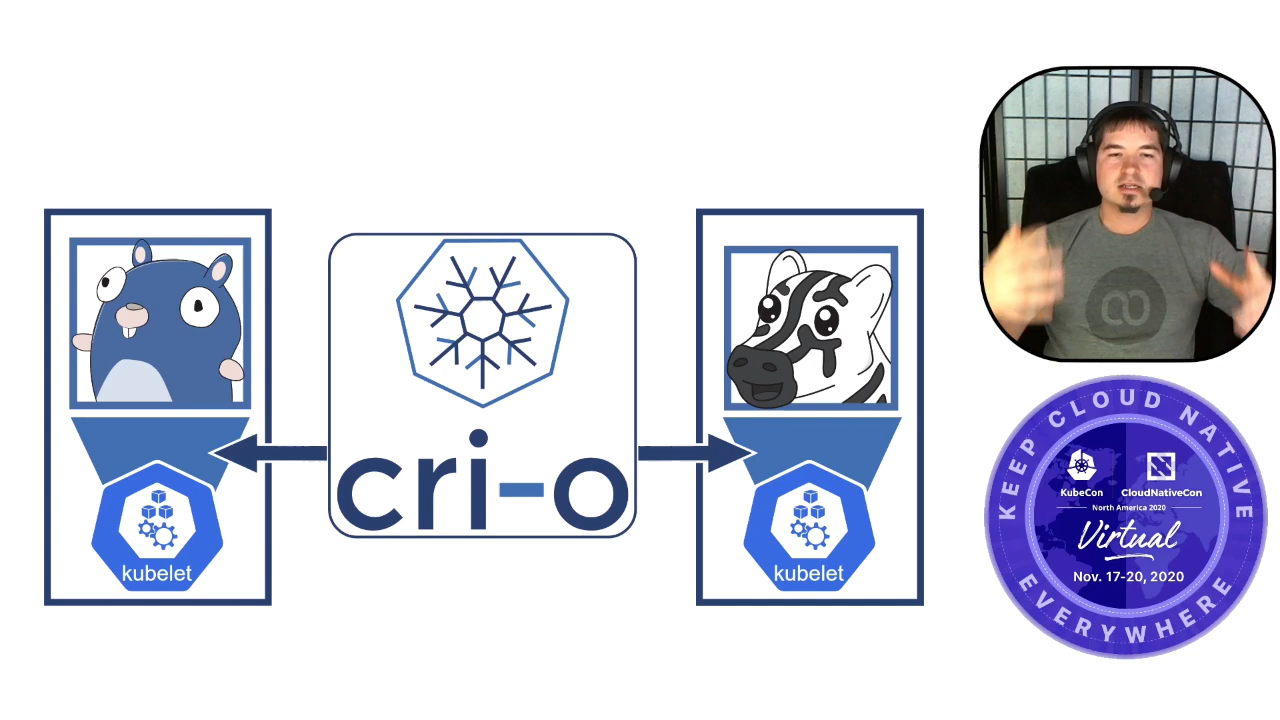 cri-o
kubelet
kubelet
KEEP CLOUD NATIVE
KubeCon
CloudNativeCon
North America 2020
Virtual
Nov. 17-20, 2020
EVERYWHERE